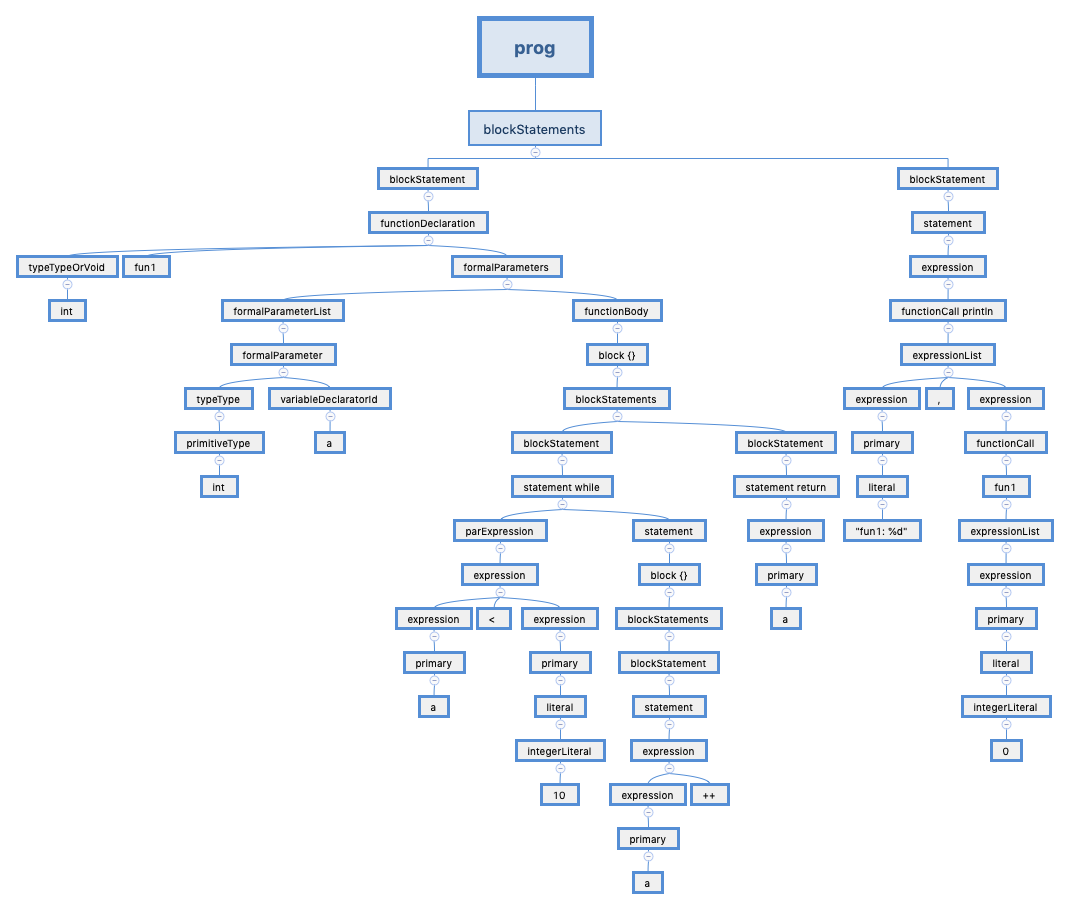 prog
blockStatements
blockStatement
blockStatement
functionDeclaration
statement
typeTypeOrVoid
fun1
formalParameters
expression
int
formalParameterList
functionBody
functionCall println
formalParameter
block {}
expressionList
typeType
variableDeclaratorId
blockStatements
expression
,
expression
primitiveType
a
blockStatement
blockStatement
primary
functionCall
int
statement while
statement return
literal
fun1
parExpression
statement
expression
"fun1: %d"
expressionList
expression
block {}
primary
expression
expression
<
expression
blockStatements
a
primary
primary
primary
blockStatement
literal
a
literal
statement
integerLiteral
integerLiteral
expression
0
10
expression
++
primary
a